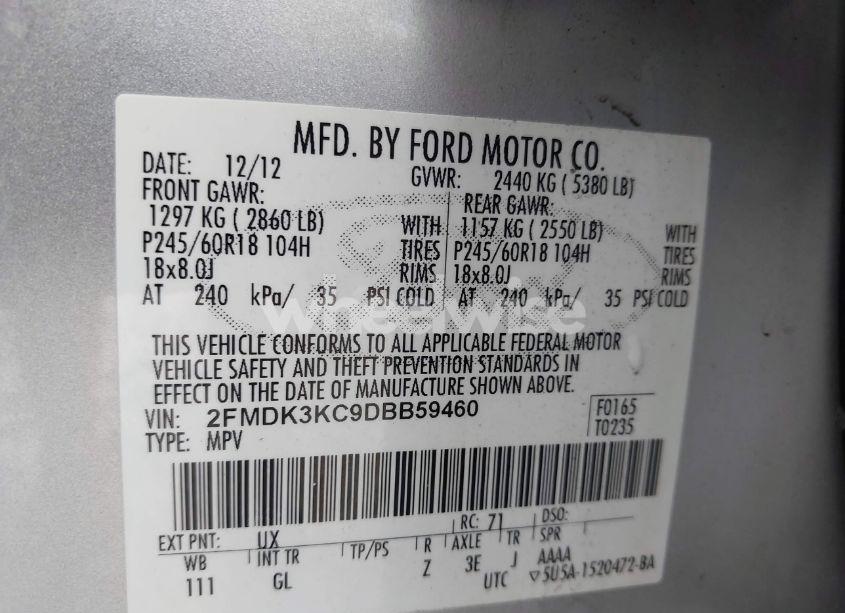 MFD. BY FORD MOTOR CO.
DATE: 12/12
GVWR: 2440 KG ( 5380 LB)
FRONT GAWR:
REAR GAWR:
1297 KG ( 2860 LB) WITH
1157 KG ( 2550 LB) WITH
P245/60R18 104H TIRES
P245/60R18 104H TIRES
18x8.0J RIMS
18x8.0J RIMS
AT 240 kPa/ 35 PSI COLD
AT 240 kPa/ 35 PSI COLD
wheelwise
THIS VEHICLE CONFORMS TO ALL APPLICABLE FEDERAL MOTOR
VEHICLE SAFETY AND THEFT PREVENTION STANDARDS IN
EFFECT ON THE DATE OF MANUFACTURE SHOWN ABOVE.
VIN: 2FMDK3KC9DBB59460
F0165
TYPE: MPV
T0235
EXT PNT: UX RC: 71 DSO:
WB INT TR TP/PS R AXLE TR SPR
111 GL Z 3E J AAAA
UTC ▽5U5A-1520472-BA